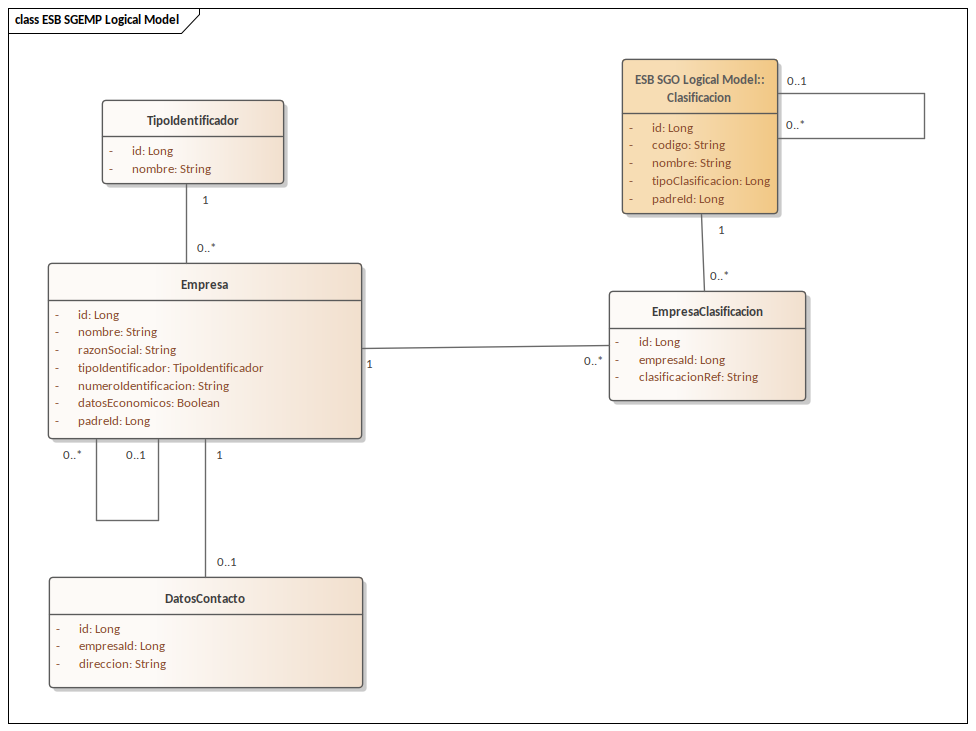 class ESB SGEMP Logical Model
TipoIdentificador
- id: Long
- nombre: String
1
0..*
ESB SGO Logical Model::
Clasificacion
- id: Long
- codigo: String
- nombre: String
- tipoClasificacion: Long
- padreId: Long
0..1
0..*
1
0..*
Empresa
- id: Long
- nombre: String
- razonSocial: String
- tipoIdentificador: TipoIdentificador
- numeroIdentificacion: String
- datosEconomicos: Boolean
- padreId: Long
1
0..*
EmpresaClasificacion
- id: Long
- empresaId: Long
- clasificacionRef: String
0..*
0..1
1
0..1
DatosContacto
- id: Long
- empresaId: Long
- direccion: String